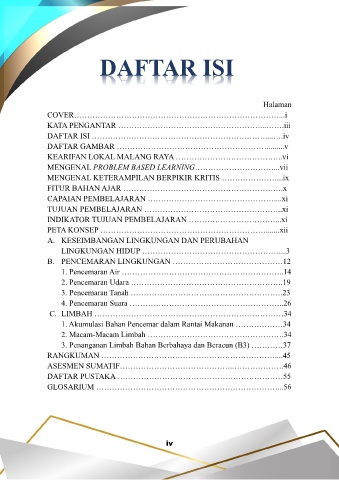 DAFTAR ISI
Halaman
COVER……………………………………………………………………...i
KATA PENGANTAR ………………………………………………………iii
DAFTAR ISI ………………………………………………………………...iv
DAFTAR GAMBAR ………………………………………………………...v
KEARIFAN LOKAL MALANG RAYA ……………………………………vi
MENGENAL PROBLEM BASED LEARNING……………………………..vii
MENGENAL KETERAMPILAN BERPIKIR KRITIS …………………….ix
FITUR BAHAN AJAR ……………………………………………………..x
CAPAIAN PEMBELAJARAN ……………………………………………..xi
TUJUAN PEMBELAJARAN ………………………………………………xi
INDIKATOR TUJUAN PEMBELAJARAN ……………………………….xi
PETA KONSEP ……………………………………………………………..xii
A. KESEIMBANGAN LINGKUNGAN DAN PERUBAHAN
LINGKUNGAN HIDUP ………………………………………………..3
B. PENCEMARAN LINGKUNGAN ……………………………………12
1. Pencemaran Air ………………………………………………………14
2. Pencemaran Udara ……………………………………………………19
3. Pencemaran Tanah ……………………………………………………23
4. Pencemaran Suara ……………………………………………………26
C. LIMBAH ………………………………………………………………34
1. Akumulasi Bahan Pencemar dalam Rantai Makanan ………………34
2. Macam-Macam Limbah ………………………………………………34
3. Penanganan Limbah Bahan Berbahaya dan Beracun (B3) …………37
RANGKUMAN ……………………………………………………………..45
ASESMEN SUMATIF………………………………………………………46
DAFTAR PUSTAKA ………………………………………………………55
GLOSARIUM ………………………………………………………………56
iv